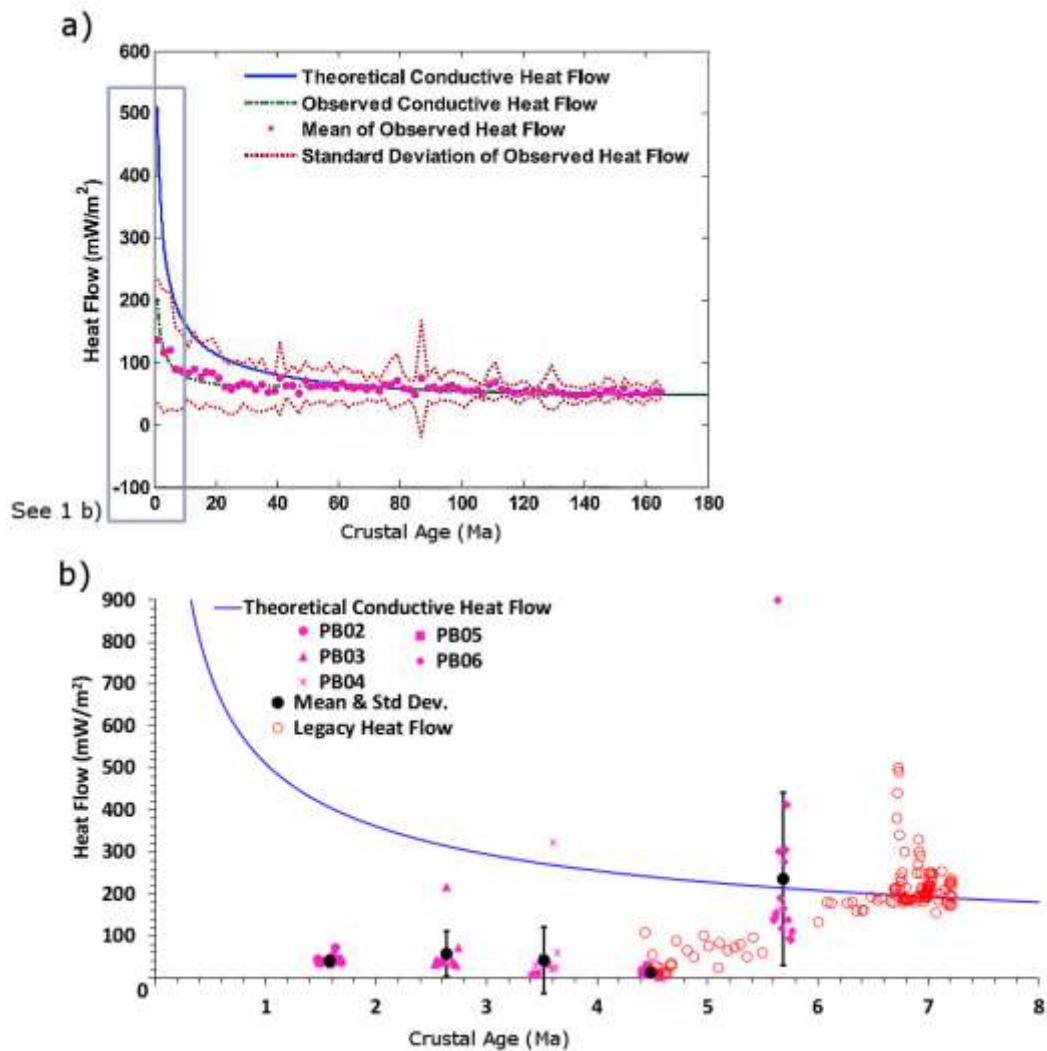 a)
600
500
400
300
200
100
0
-100
Heat Flow (mW/m²)
Theoretical Conductive Heat Flow
Observed Conductive Heat Flow
Mean of Observed Heat Flow
Standard Deviation of Observed Heat Flow
0 20 40 60 80 100 120 140 160 180
See 1 b)
Crustal Age (Ma)
b)
900
800
700
600
500
400
300
200
100
0
Heat Flow (mW/m²)
Theoretical Conductive Heat Flow
PB02 PB05
PB03 PB06
PB04
Mean & Std Dev.
Legacy Heat Flow
1 2 3 4 5 6 7 8
Crustal Age (Ma)